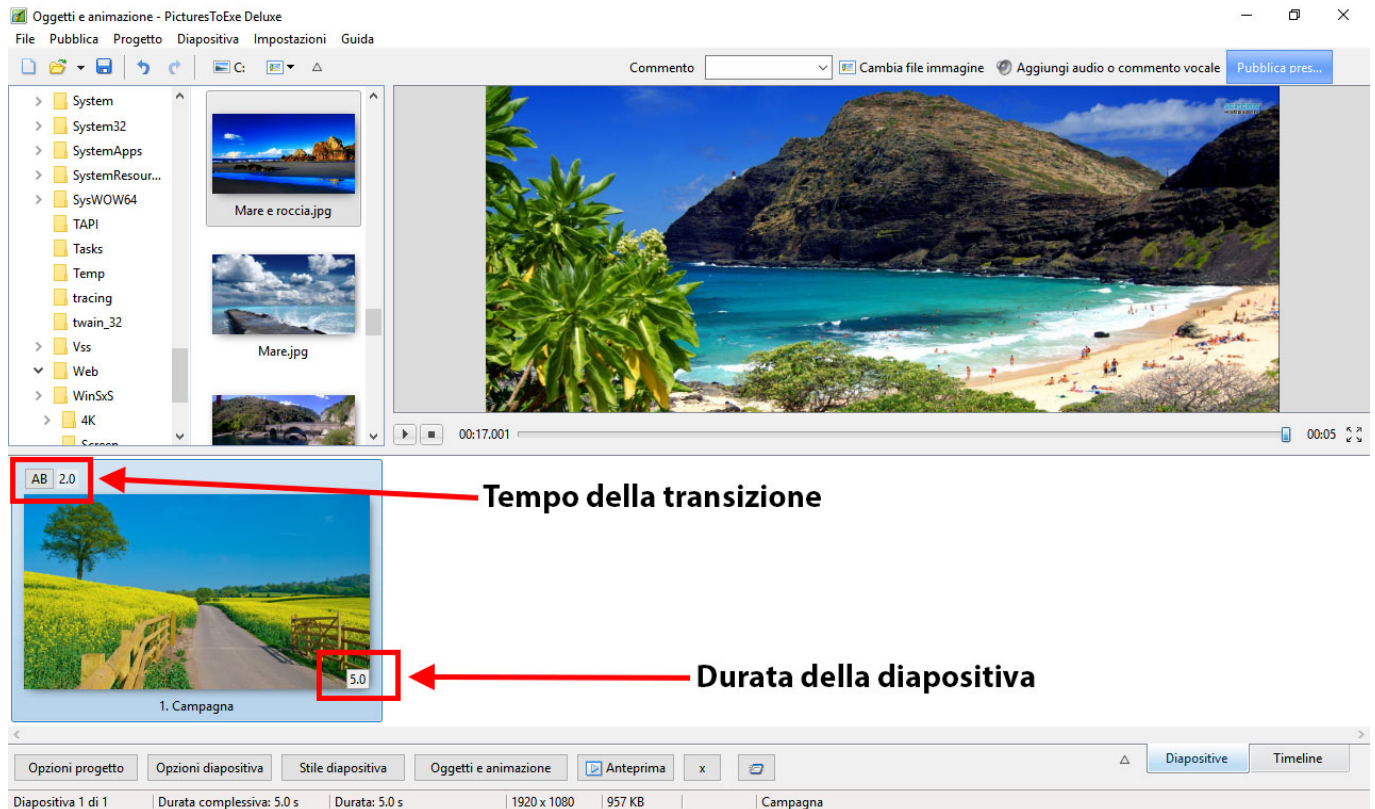 Oggetti e animazione - PicturesToExe Deluxe
File Pubblica Progetto Diapositiva Impostazioni Guida
C:
Commento
Cambia file immagine
Aggiungi audio o commento vocale
Pubblica pres...
System
System32
SystemApps
SystemResour...
SysWOW64
TAPI
Tasks
Temp
tracing
twain_32
Vss
Web
WinSxS
4K
Screen
Mare e roccia.jpg
Mare.jpg
00:17.001
00:05
AB 2.0
Tempo della transizione
5.0
Durata della diapositiva
1. Campagna
Opzioni progetto
Opzioni diapositiva
Stile diapositiva
Oggetti e animazione
Anteprima
x
Diapositive
Timeline
Diapositiva 1 di 1
Durata complessiva: 5.0 s
Durata: 5.0 s
1920 x 1080
957 KB
Campagna